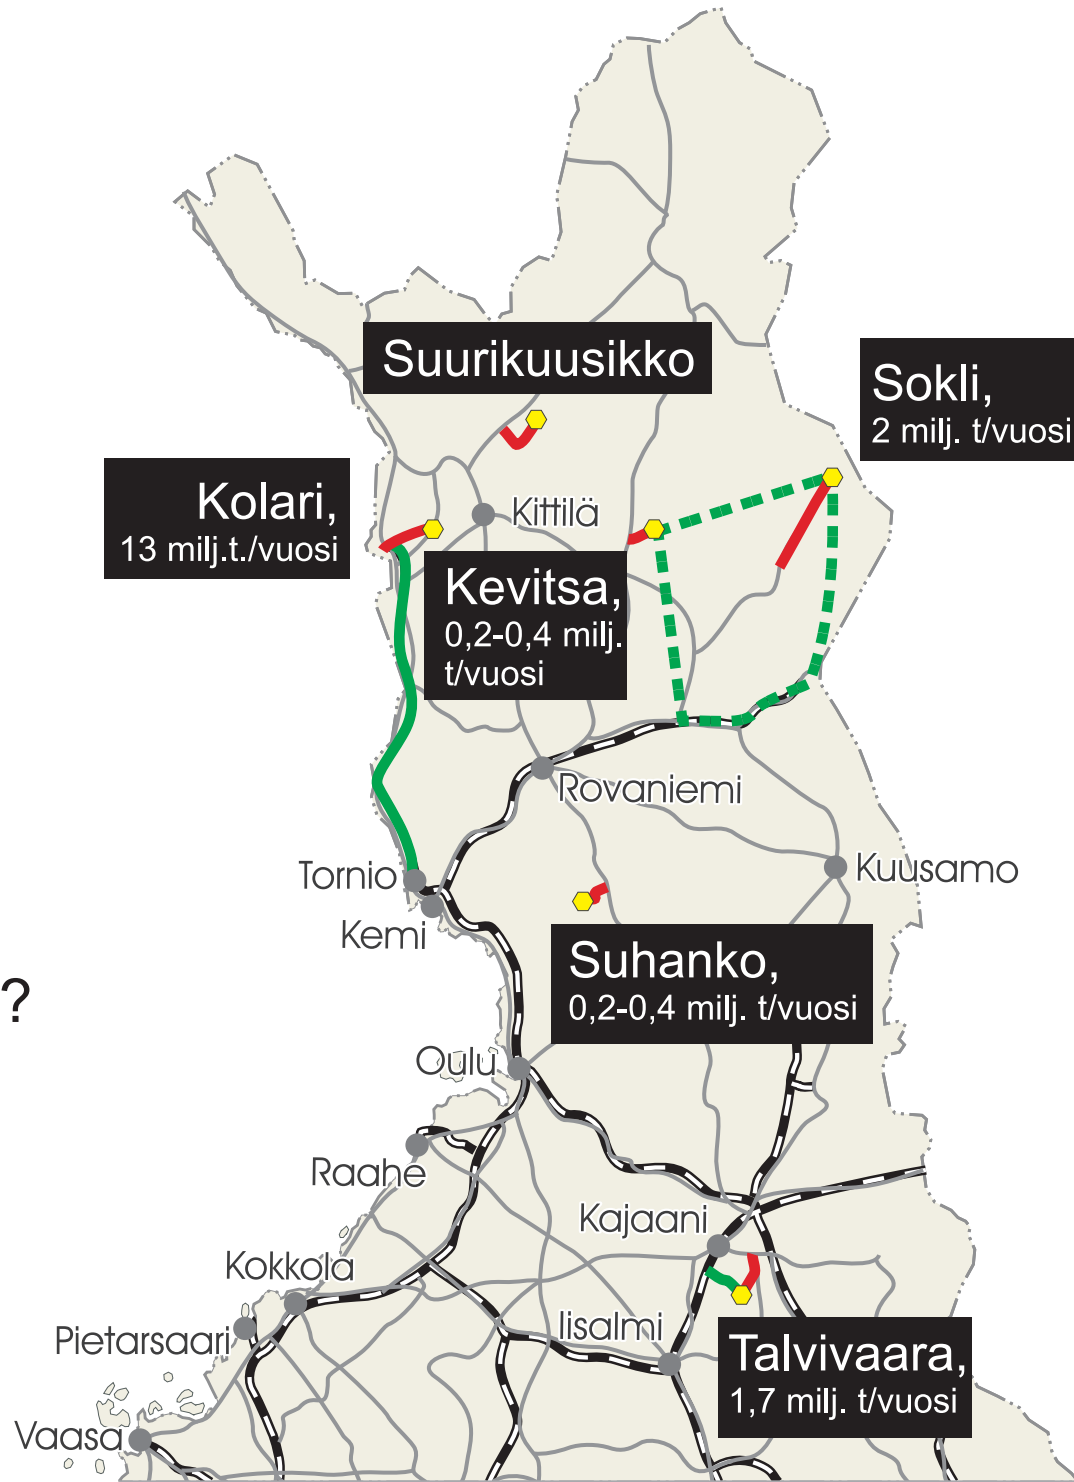 Suurikuusikko
Sokli,
2 milj. t/vuosi
Kolari,
13 milj.t./vuosi
Kittilä
Kevitsa,
0,2-0,4 milj.
t/vuosi
Rovaniemi
Tornio
Kuusamo
Kemi
Suhanko,
0,2-0,4 milj. t/vuosi
?
Oulu
Raahe
Kajaani
Kokkola
Iisalmi
Pietarsaari
Talvivaara,
1,7 milj. t/vuosi
Vaasa